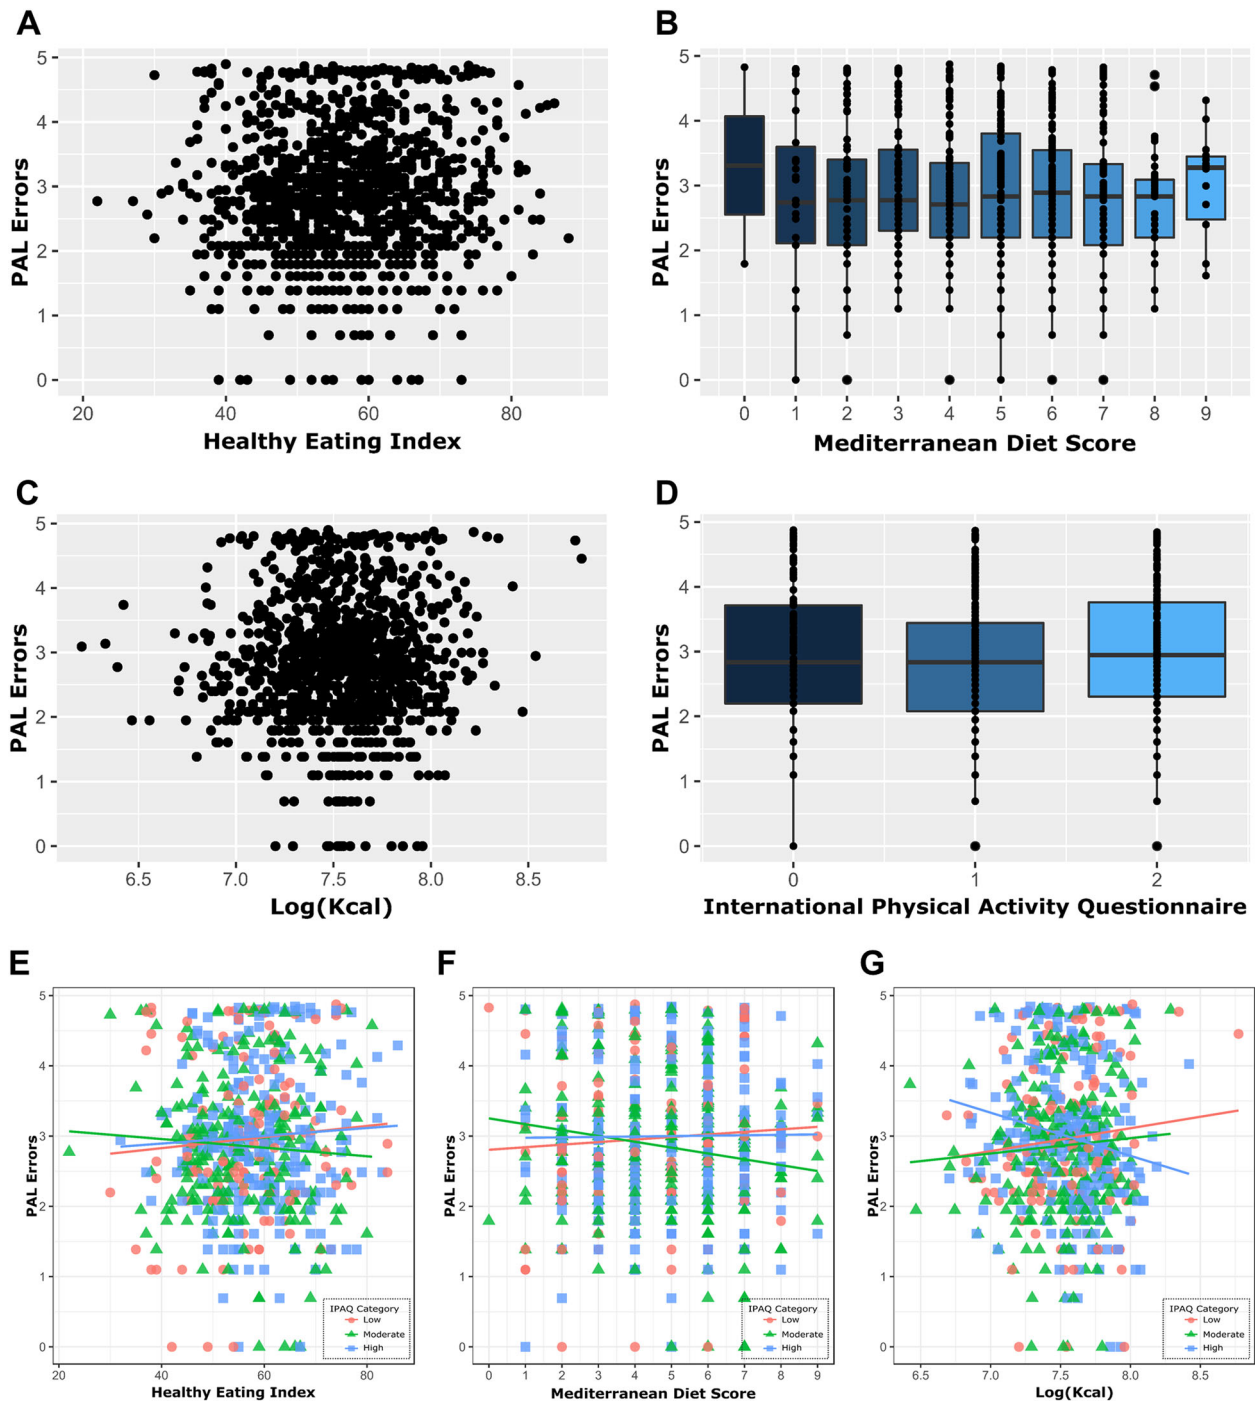 A
5
4
3
2
1
0
PAL Errors
20 40 60 80
Healthy Eating Index
B
5
4
3
2
1
0
PAL Errors
0 1 2 3 4 5 6 7 8 9
Mediterranean Diet Score
C
5
4
3
2
1
0
PAL Errors
6.5 7.0 7.5 8.0 8.5
Log(Kcal)
D
5
4
3
2
1
0
PAL Errors
0 1 2
International Physical Activity Questionnaire
E
5
4
3
2
1
0
PAL Errors
IPAQ Category
Low
Moderate
High
20 40 60 80
Healthy Eating Index
F
5
4
3
2
1
0
PAL Errors
IPAQ Category
Low
Moderate
High
0 1 2 3 4 5 6 7 8 9
Mediterranean Diet Score
G
5
4
3
2
1
0
PAL Errors
IPAQ Category
Low
Moderate
High
6.5 7.0 7.5 8.0 8.5
Log(Kcal)